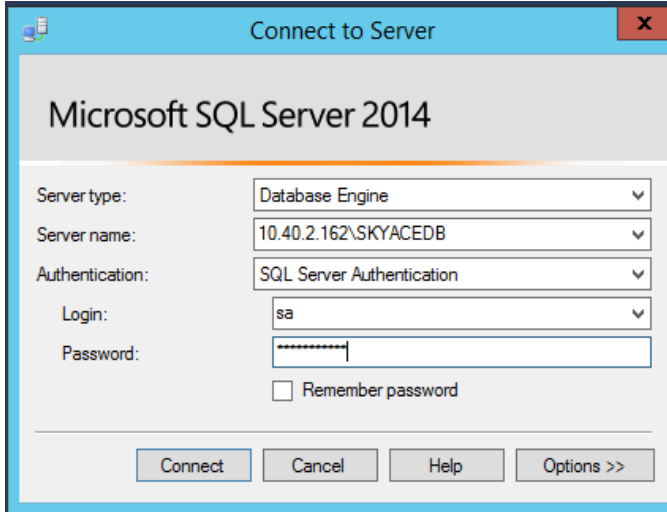 Connect to Server
x
Microsoft SQL Server 2014
Server type: Database Engine
Server name: 10.40.2.162\SKYACEDB
Authentication: SQL Server Authentication
Login: sa
Password: ***********
Remember password
Connect Cancel Help Options >>